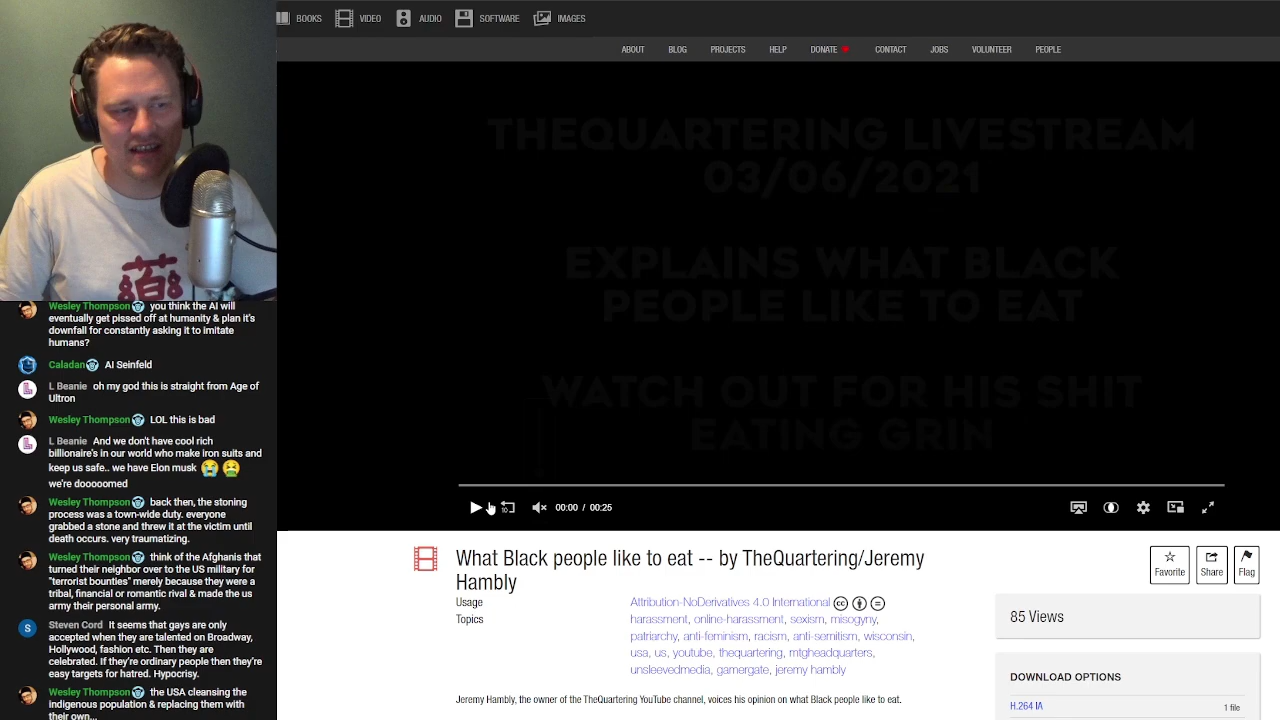 BOOKS VIDEO AUDIO SOFTWARE IMAGES
ABOUT BLOG PROJECTS HELP DONATE CONTACT JOBS VOLUNTEER PEOPLE
THEQUARTERING LIVESTREAM
03/06/2021
EXPLAINS WHAT BLACK
PEOPLE LIKE TO EAT
WATCH OUT FOR HIS SHIT
EATING GRIN
10
00:00 / 00:25
藥
Wesley Thompson you think the AI will
eventually get pissed off at humanity & plan it's
downfall for constantly asking it to imitate
humans?
Caladan AI Seinfeld
L Beanie oh my god this is straight from Age of
Ultron
Wesley Thompson LOL this is bad
L Beanie And we don't have cool rich
billionaire's in our world who make iron suits and
keep us safe.. we have Elon musk
we're dooooomed
Wesley Thompson back then, the stoning
process was a town-wide duty. everyone
grabbed a stone and threw it at the victim until
death occurs. very traumatizing.
Wesley Thompson think of the Afghanis that
turned their neighbor over to the US military for
"terrorist bounties" merely because they were a
tribal, financial or romantic rival & made the us
army their personal army.
S
Steven Cord It seems that gays are only
accepted when they are talented on Broadway,
Hollywood, fashion etc. Then they are
celebrated. If they're ordinary people then they're
easy targets for hatred. Hypocrisy.
Wesley Thompson the USA cleansing the
indigenous population & replacing them with
their own...
What Black people like to eat -- by TheQuartering/Jeremy
Hambly
Usage Attribution-NoDerivatives 4.0 International
Topics harassment, online-harassment, sexism, misogyny,
patriarchy, anti-feminism, racism, anti-semitism, wisconsin,
usa, us, youtube, thequartering, mtgheadquarters,
unsleevedmedia, gamergate, jeremy hambly
Jeremy Hambly, the owner of the TheQuartering YouTube channel, voices his opinion on what Black people like to eat.
Favorite Share Flag
85 Views
DOWNLOAD OPTIONS
H.264 IA 1 file